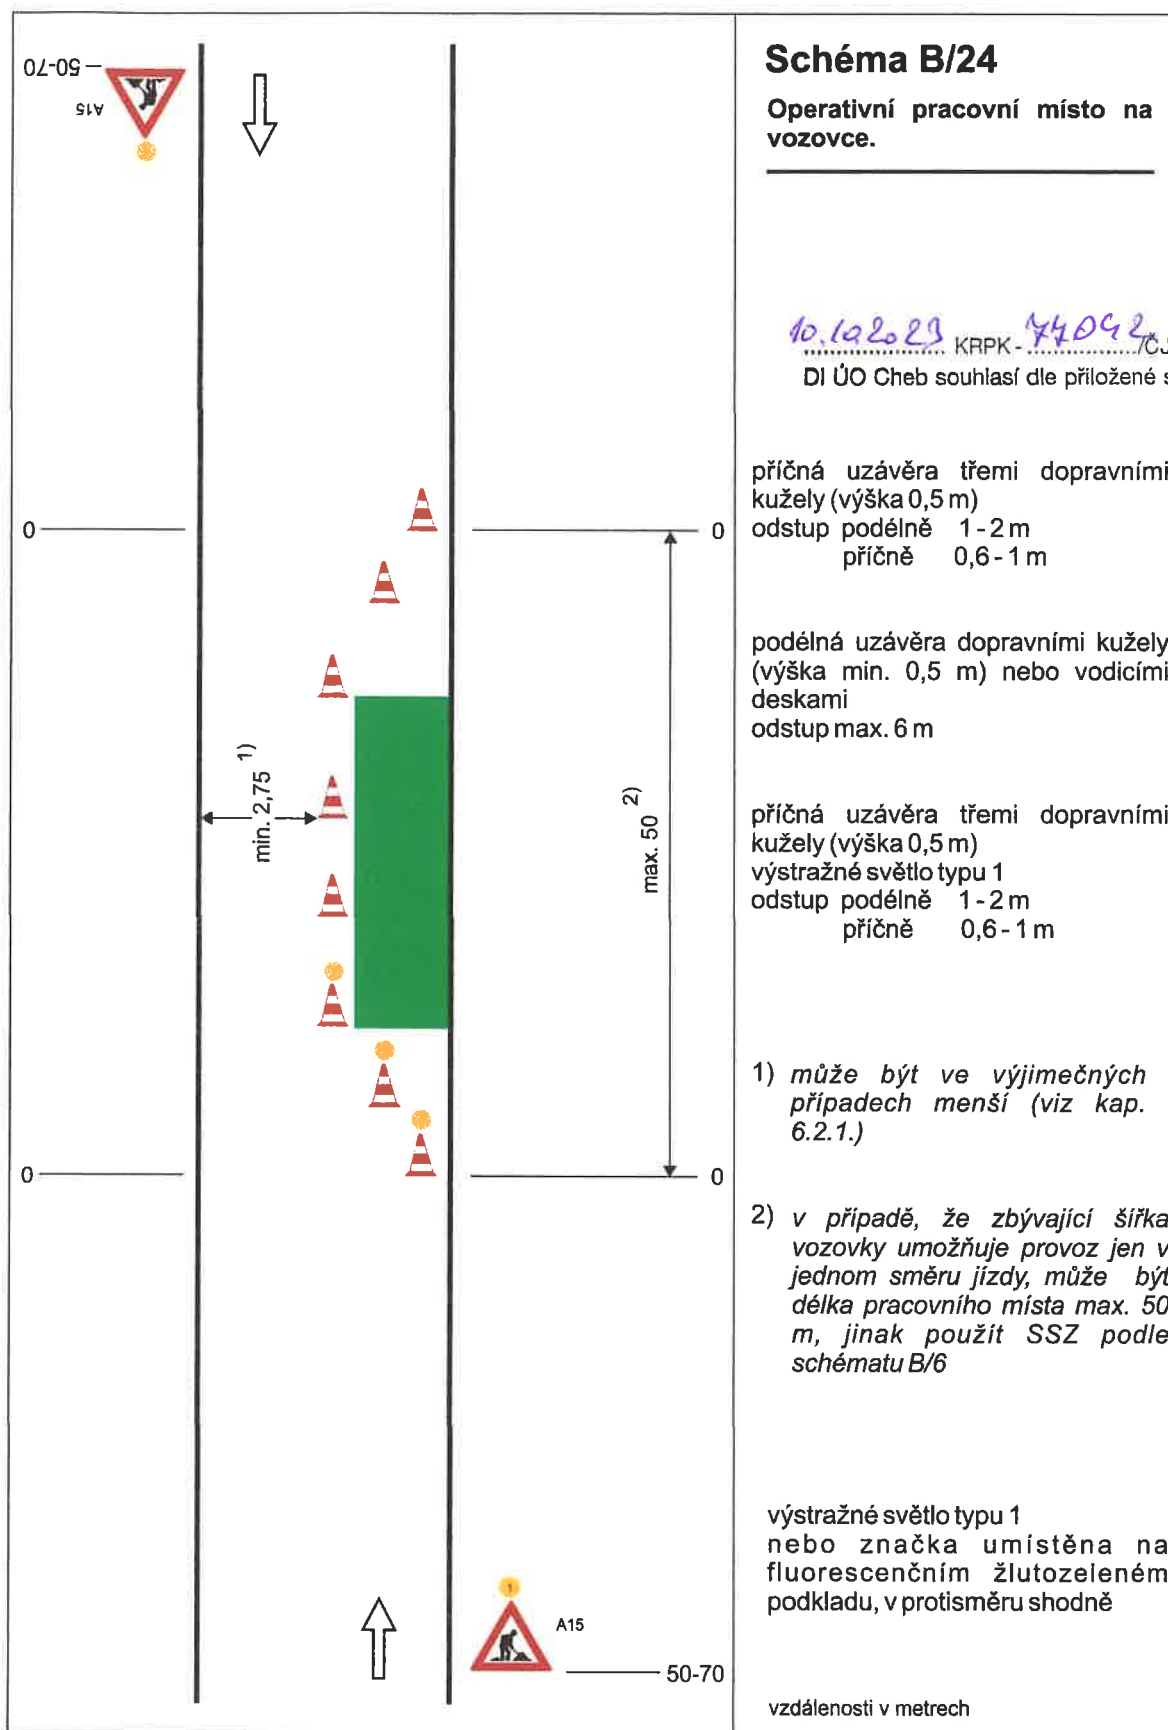 Schéma B/24
Operativní pracovní místo na
vozovce.
50-70
A15
10.10.2023 KRPK - 77042/ČJ
DI ÚO Cheb souhlasí dle přiložené s
příčná uzávěra třemi dopravními
kužely (výška 0,5 m)
odstup podélně 1 - 2 m
příčně 0,6 - 1 m
0
0
podélná uzávěra dopravními kužely
(výška min. 0,5 m) nebo vodicími
deskami
odstup max. 6 m
min. 2,75 1)
max. 50 2)
příčná uzávěra třemi dopravními
kužely (výška 0,5 m)
výstražné světlo typu 1
odstup podélně 1 - 2 m
příčně 0,6 - 1 m
1) může být ve výjimečných
případech menší (viz kap.
6.2.1.)
0
0
2) v případě, že zbývající šířka
vozovky umožňuje provoz jen v
jednom směru jízdy, může být
délka pracovního místa max. 50
m, jinak použít SSZ podle
schématu B/6
výstražné světlo typu 1
nebo značka umístěna na
fluorescenčním žlutozeleném
podkladu, v protisměru shodně
1
A15
50-70
vzdálenosti v metrech